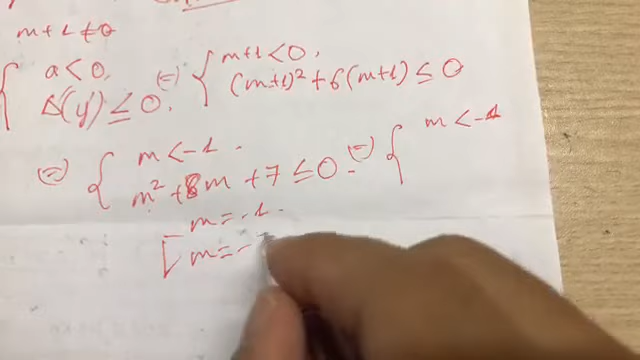 m + 1 ≠ 0
{ a < 0, (=) { m+1 < 0,
Δ(y') ≤ 0. (m+1)² + 6(m+1) ≤ 0
(=) { m < -1. (=) { m < -1
m² + 8m + 7 ≤ 0
[ m = -1.
m = -